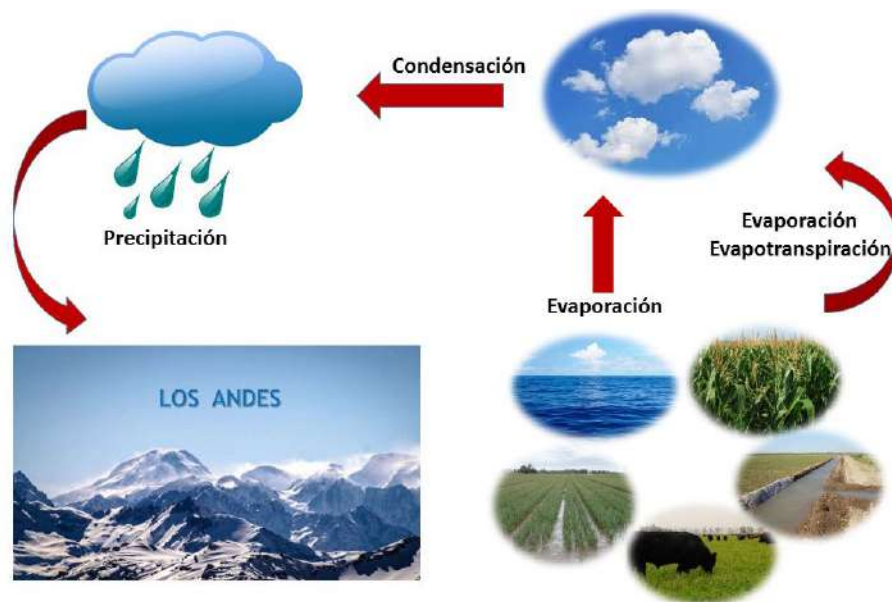 Condensación
Precipitación
Evaporación
Evapotranspiración
Evaporación
LOS ANDES